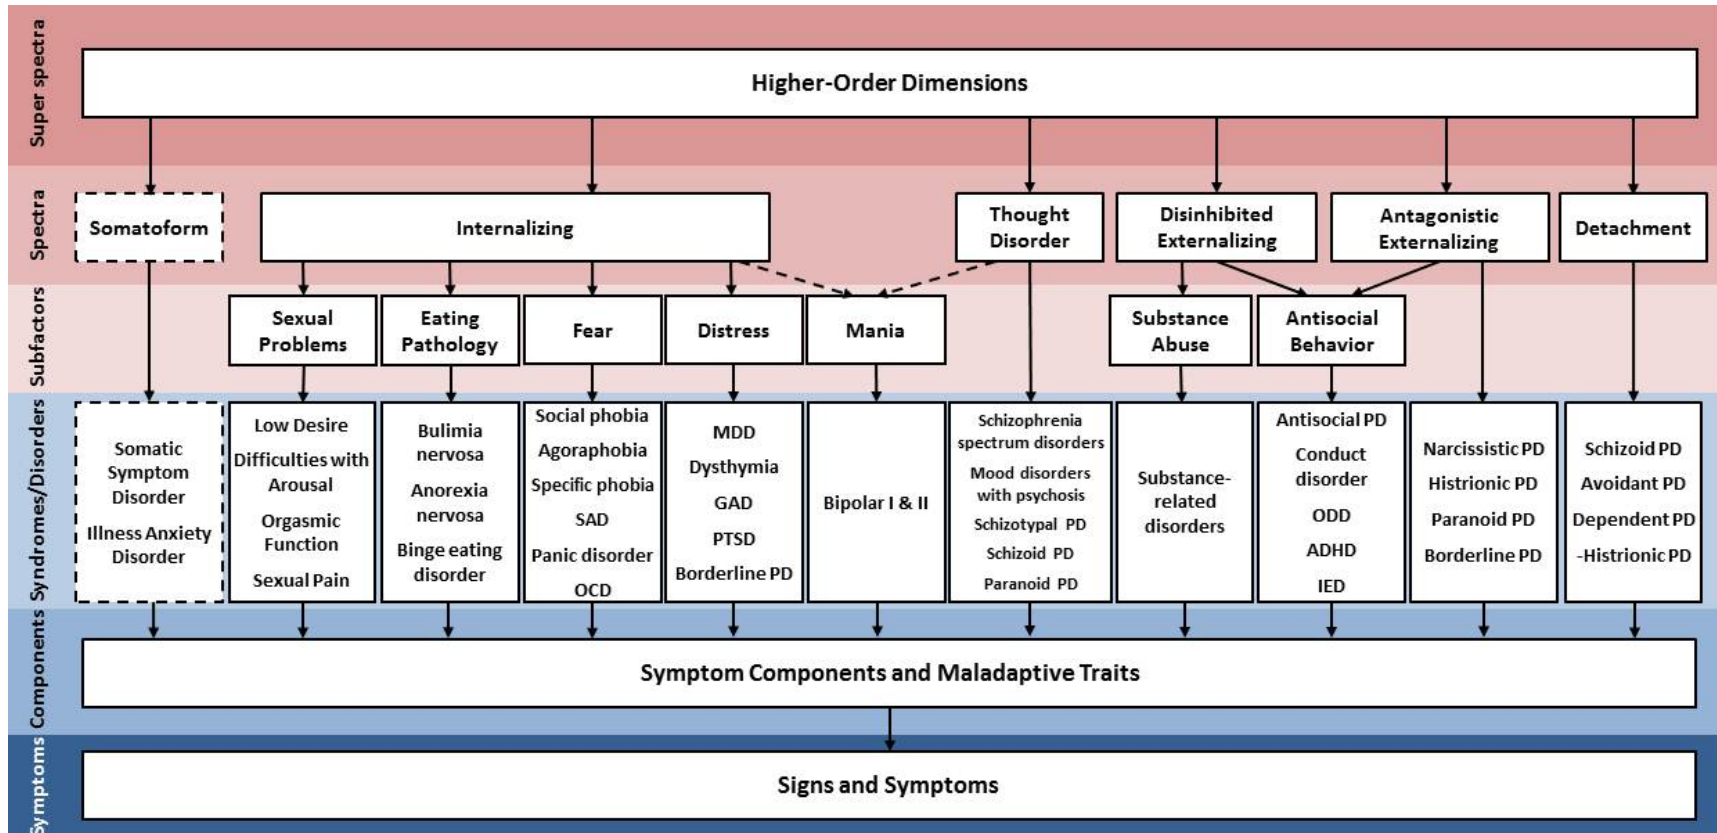 Super spectra
Higher-Order Dimensions
Spectra
Somatoform
Internalizing
Thought
Disorder
Disinhibited
Externalizing
Antagonistic
Externalizing
Detachment
Subfactors
Sexual
Problems
Eating
Pathology
Fear
Distress
Mania
Substance
Abuse
Antisocial
Behavior
Syndromes/Disorders
Somatic
Symptom
Disorder
Illness Anxiety
Disorder
Low Desire
Difficulties with
Arousal
Orgasmic
Function
Sexual Pain
Bulimia
nervosa
Anorexia
nervosa
Binge eating
disorder
Social phobia
Agoraphobia
Specific phobia
SAD
Panic disorder
OCD
MDD
Dysthymia
GAD
PTSD
Borderline PD
Bipolar I & II
Schizophrenia
spectrum disorders
Mood disorders
with psychosis
Schizotypal PD
Schizoid PD
Paranoid PD
Substance-
related
disorders
Antisocial PD
Conduct
disorder
ODD
ADHD
IED
Narcissistic PD
Histrionic PD
Paranoid PD
Borderline PD
Schizoid PD
Avoidant PD
Dependent PD
-Histrionic PD
Components
Symptom Components and Maladaptive Traits
Symptoms
Signs and Symptoms